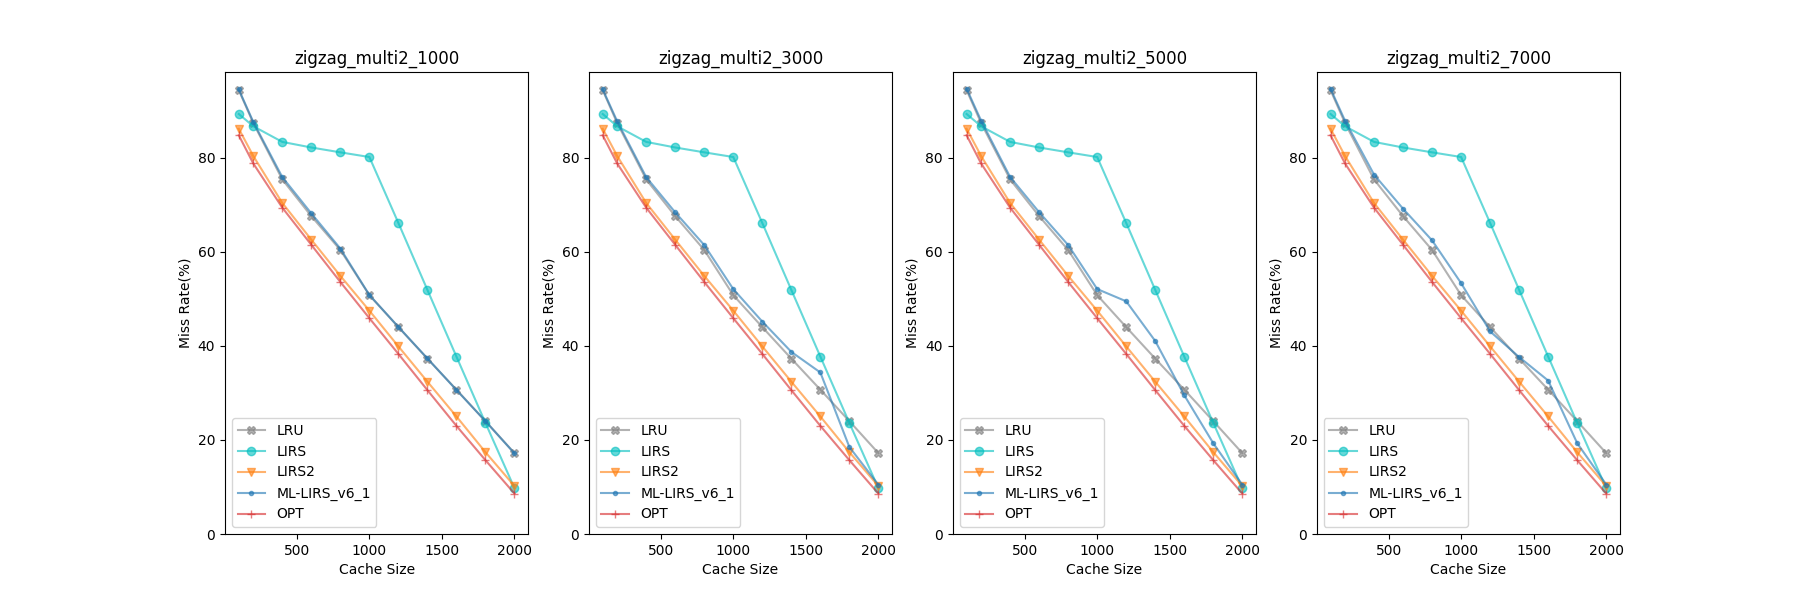 zigzag_multi2_1000
Miss Rate(%)
80
60
40
20
0
LRU
LIRS
LIRS2
ML-LIRS_v6_1
OPT
500 1000 1500 2000
Cache Size
zigzag_multi2_3000
Miss Rate(%)
80
60
40
20
0
LRU
LIRS
LIRS2
ML-LIRS_v6_1
OPT
500 1000 1500 2000
Cache Size
zigzag_multi2_5000
Miss Rate(%)
80
60
40
20
0
LRU
LIRS
LIRS2
ML-LIRS_v6_1
OPT
500 1000 1500 2000
Cache Size
zigzag_multi2_7000
Miss Rate(%)
80
60
40
20
0
LRU
LIRS
LIRS2
ML-LIRS_v6_1
OPT
500 1000 1500 2000
Cache Size